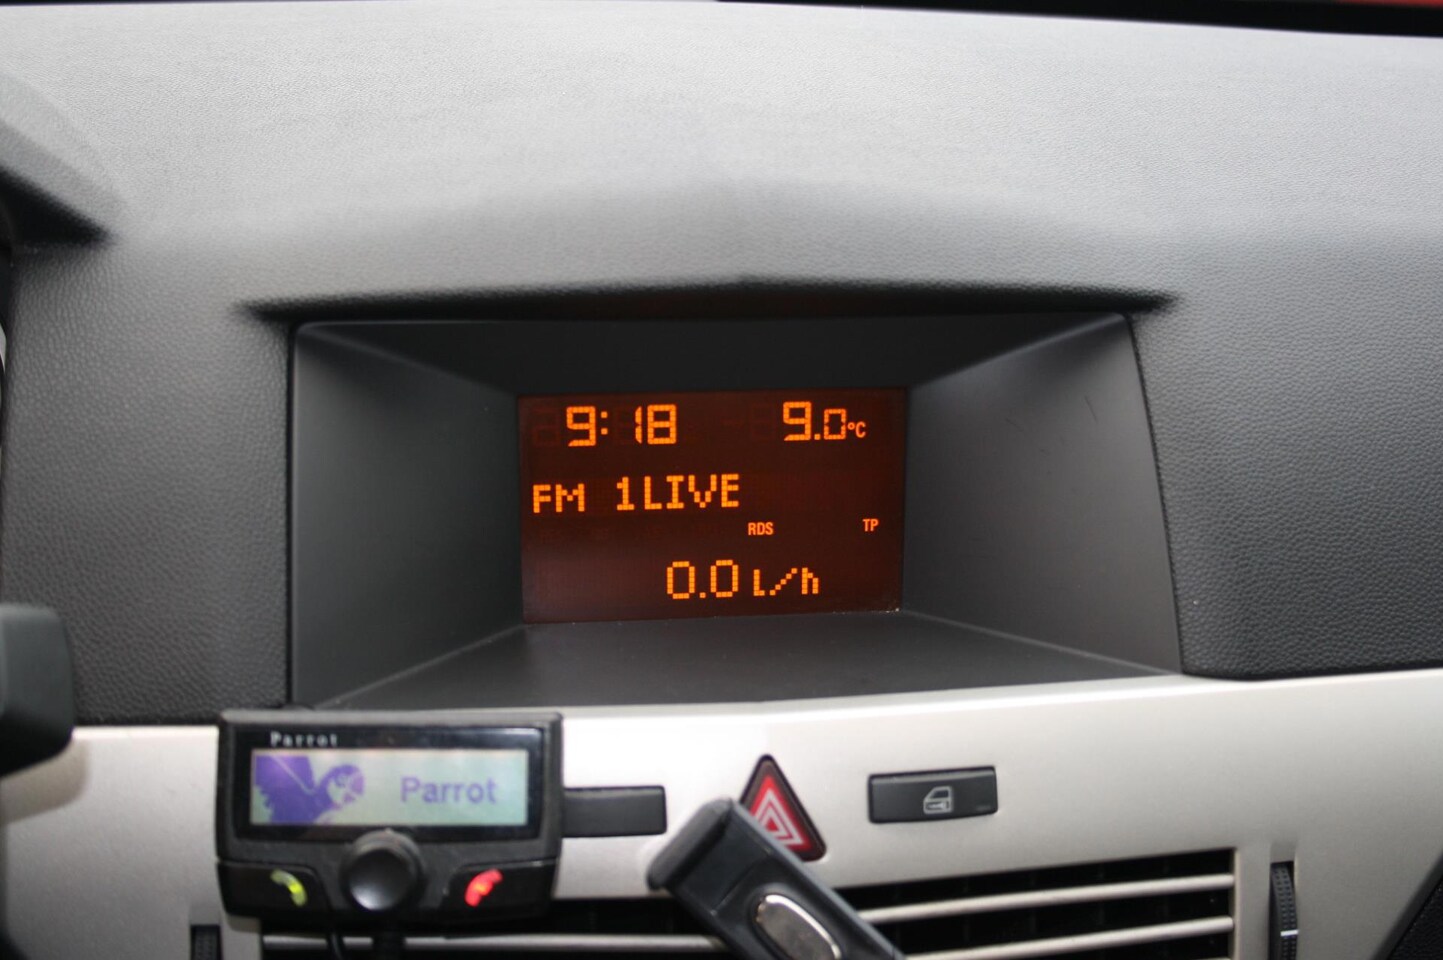 9:18 9.0°C
FM 1LIVE
RDS TP
0.0 L/h
Parrot
Parrot